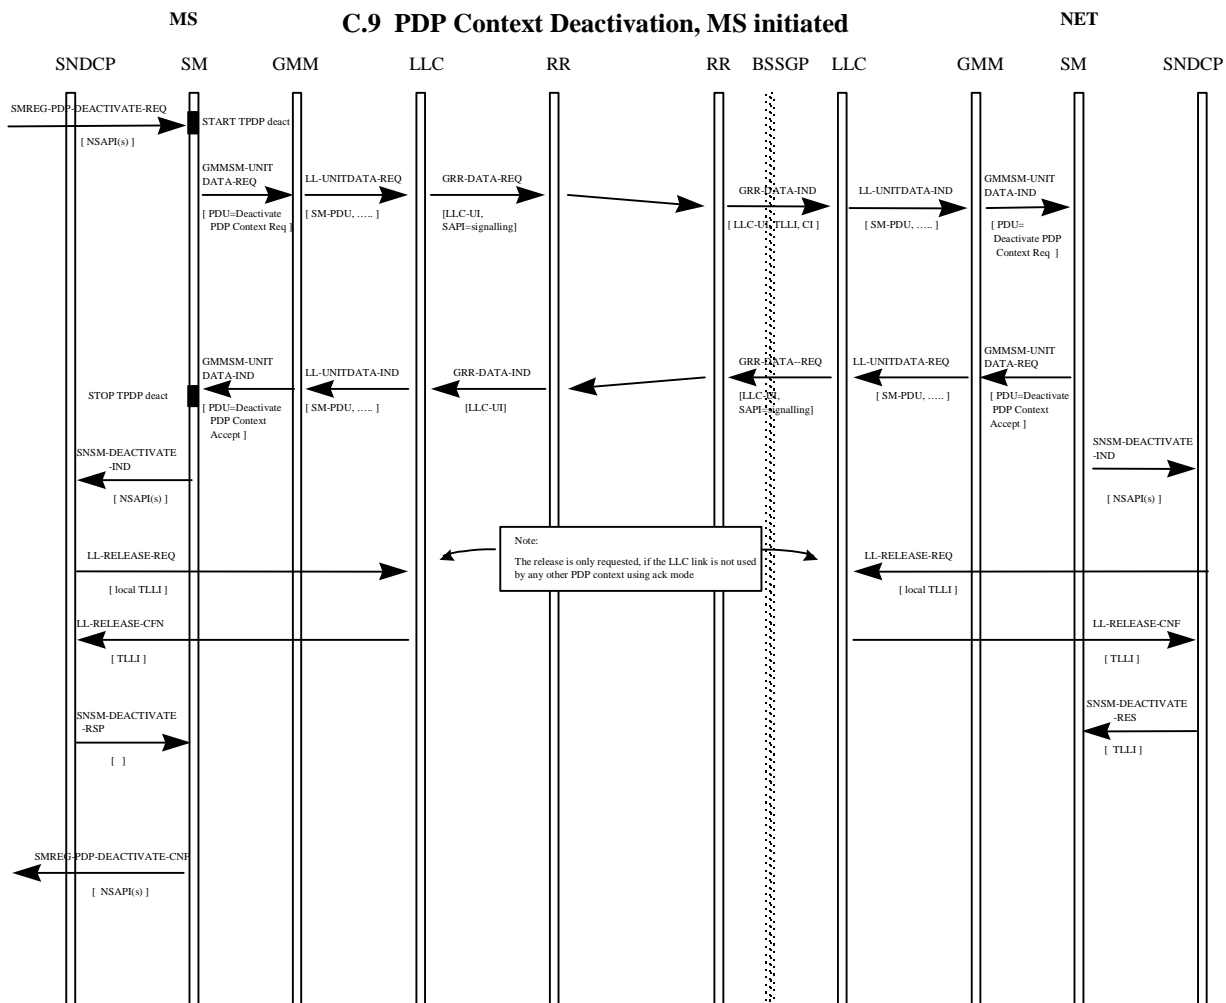 MS
C.9 PDP Context Deactivation, MS initiated
NET
SNDCP SM GMM LLC RR RR BSSGP LLC GMM SM SNDCP
SMREG-PDP-DEACTIVATE-REQ
[ NSAPI(s) ]
START TPDP deact
GMMSM-UNIT
DATA-REQ
[ PDU=Deactivate
PDP Context Req ]
LL-UNITDATA-REQ
[ SM-PDU, ….. ]
GRR-DATA-REQ
[LLC-UI,
SAPI=signalling]
GRR-DATA-IND
[ LLC-UI, TLLI, CI ]
LL-UNITDATA-IND
[ SM-PDU, ….. ]
GMMSM-UNIT
DATA-IND
[ PDU=
Deactivate PDP
Context Req ]
STOP TPDP deact
GMMSM-UNIT
DATA-IND
[ PDU=Deactivate
PDP Context
Accept ]
LL-UNITDATA-IND
[ SM-PDU, ….. ]
GRR-DATA-IND
[LLC-UI]
GRR-DATA--REQ
[LLC-UI,
SAPI=signalling]
LL-UNITDATA-REQ
[ SM-PDU, ….. ]
GMMSM-UNIT
DATA-REQ
[ PDU=Deactivate
PDP Context
Accept ]
SNSM-DEACTIVATE
-IND
[ NSAPI(s) ]
SNSM-DEACTIVATE
-IND
[ NSAPI(s) ]
LL-RELEASE-REQ
[ local TLLI ]
Note:
The release is only requested, if the LLC link is not used
by any other PDP context using ack mode
LL-RELEASE-REQ
[ local TLLI ]
LL-RELEASE-CFN
[ TLLI ]
LL-RELEASE-CNF
[ TLLI ]
SNSM-DEACTIVATE
-RSP
[ ]
SNSM-DEACTIVATE
-RES
[ TLLI ]
SMREG-PDP-DEACTIVATE-CNF
[ NSAPI(s) ]